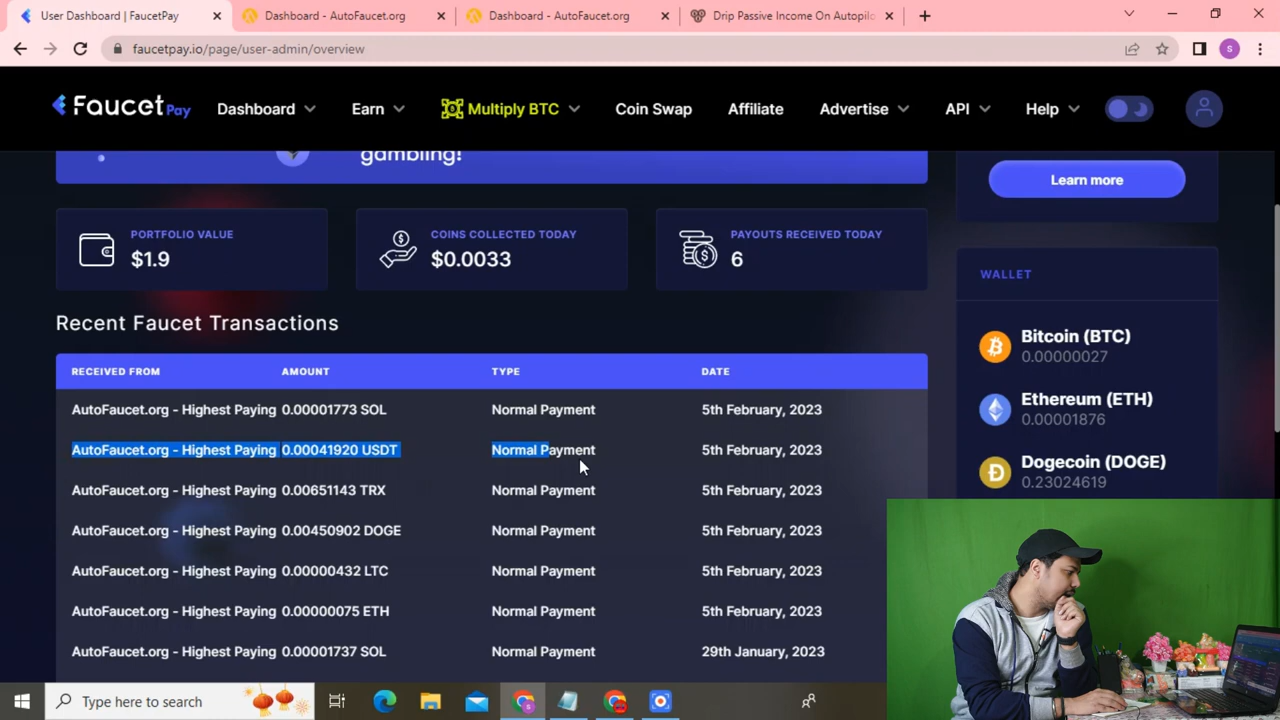 User Dashboard | FaucetPay
Dashboard - AutoFaucet.org
Dashboard - AutoFaucet.org
Drip Passive Income On Autopilo
faucetpay.io/page/user-admin/overview
S
FaucetPay
Dashboard
Earn
Multiply BTC
Coin Swap
Affiliate
Advertise
API
Help
gambling!
Learn more
PORTFOLIO VALUE
$1.9
COINS COLLECTED TODAY
$0.0033
PAYOUTS RECEIVED TODAY
6
WALLET
Bitcoin (BTC)
0.00000027
Ethereum (ETH)
0.00001876
Dogecoin (DOGE)
0.23024619
Recent Faucet Transactions
RECEIVED FROM AMOUNT TYPE DATE
AutoFaucet.org - Highest Paying 0.00001773 SOL Normal Payment 5th February, 2023
AutoFaucet.org - Highest Paying 0.00041920 USDT Normal Payment 5th February, 2023
AutoFaucet.org - Highest Paying 0.00651143 TRX Normal Payment 5th February, 2023
AutoFaucet.org - Highest Paying 0.00450902 DOGE Normal Payment 5th February, 2023
AutoFaucet.org - Highest Paying 0.00000432 LTC Normal Payment 5th February, 2023
AutoFaucet.org - Highest Paying 0.00000075 ETH Normal Payment 5th February, 2023
AutoFaucet.org - Highest Paying 0.00001737 SOL Normal Payment 29th January, 2023
Type here to search